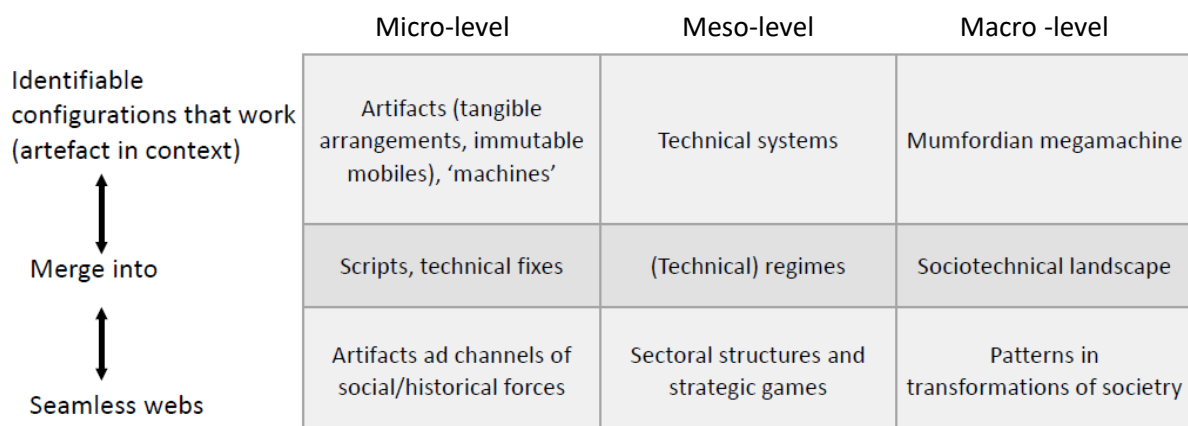 Micro-level Meso-level Macro -level
Identifiable
configurations that work
(artefact in context)
Artifacts (tangible
arrangements, immutable
mobiles), ‘machines’
Technical systems
Mumfordian megamachine
Merge into
Scripts, technical fixes
(Technical) regimes
Sociotechnical landscape
Seamless webs
Artifacts ad channels of
social/historical forces
Sectoral structures and
strategic games
Patterns in
transformations of societry